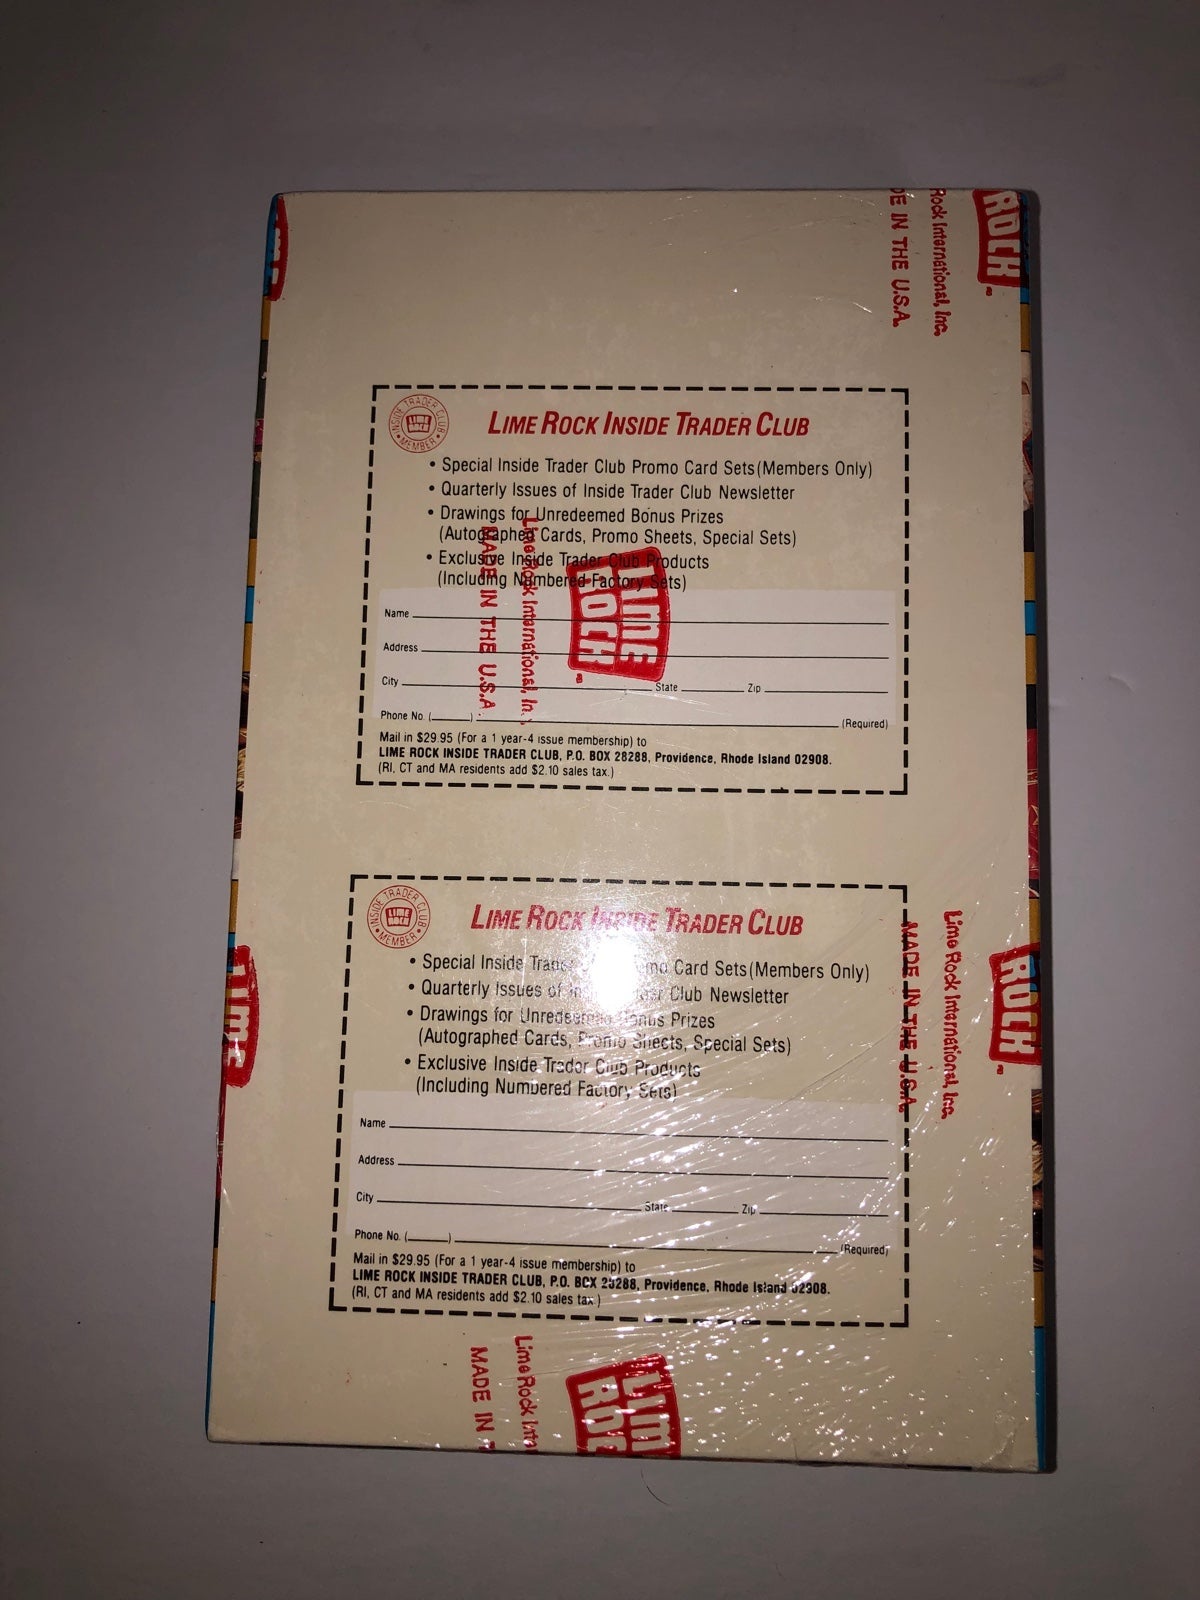 ROCK
Rock International, Inc.
DE IN THE U.S.A.
INSIDE TRADER CLUB
LIME ROCK
MEMBER
LIME ROCK INSIDE TRADER CLUB
• Special Inside Trader Club Promo Card Sets (Members Only)
• Quarterly Issues of Inside Trader Club Newsletter
• Drawings for Unredeemed Bonus Prizes
(Autographed Cards, Promo Sheets, Special Sets)
• Exclusive Inside Trader Club Products
(Including Numbered Factory Sets)
LIME ROCK
Lime Rock International, In
MADE IN THE U.S.A.
Name
Address
City State Zip
Phone No. ( ) (Required)
Mail in $29.95 (For a 1 year-4 issue membership) to
LIME ROCK INSIDE TRADER CLUB, P.O. BOX 28288, Providence, Rhode Island 02908.
(RI, CT and MA residents add $2.10 sales tax.)
INSIDE TRADER CLUB
LIME ROCK
MEMBER
LIME ROCK INSIDE TRADER CLUB
• Special Inside Promo Card Sets (Members Only)
• Quarterly Issues of Club Newsletter
• Drawings for Unredeemed Bonus Prizes
(Autographed Cards, Promo Sheets, Special Sets)
• Exclusive Inside Trader Club Products
(Including Numbered Factory Sets)
Name
Address
City State Zip
Phone No. ( ) (Required)
Mail in $29.95 (For a 1 year-4 issue membership) to
LIME ROCK INSIDE TRADER CLUB, P.O. BOX 28288, Providence, Rhode Island 02908.
(RI, CT and MA residents add $2.10 sales tax.)
LIME
ROCK
Lime Rock International, Inc.
MADE IN THE U.S.A.
LIM
ROC
Lime Rock Inte
MADE IN T